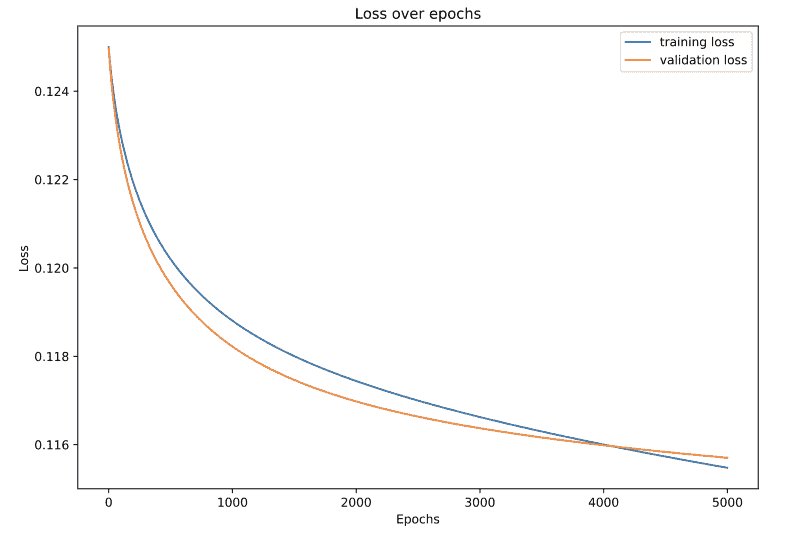 Loss over epochs
training loss
validation loss
0.124
0.122
0.120
0.118
0.116
Loss
0
1000
2000
3000
4000
5000
Epochs